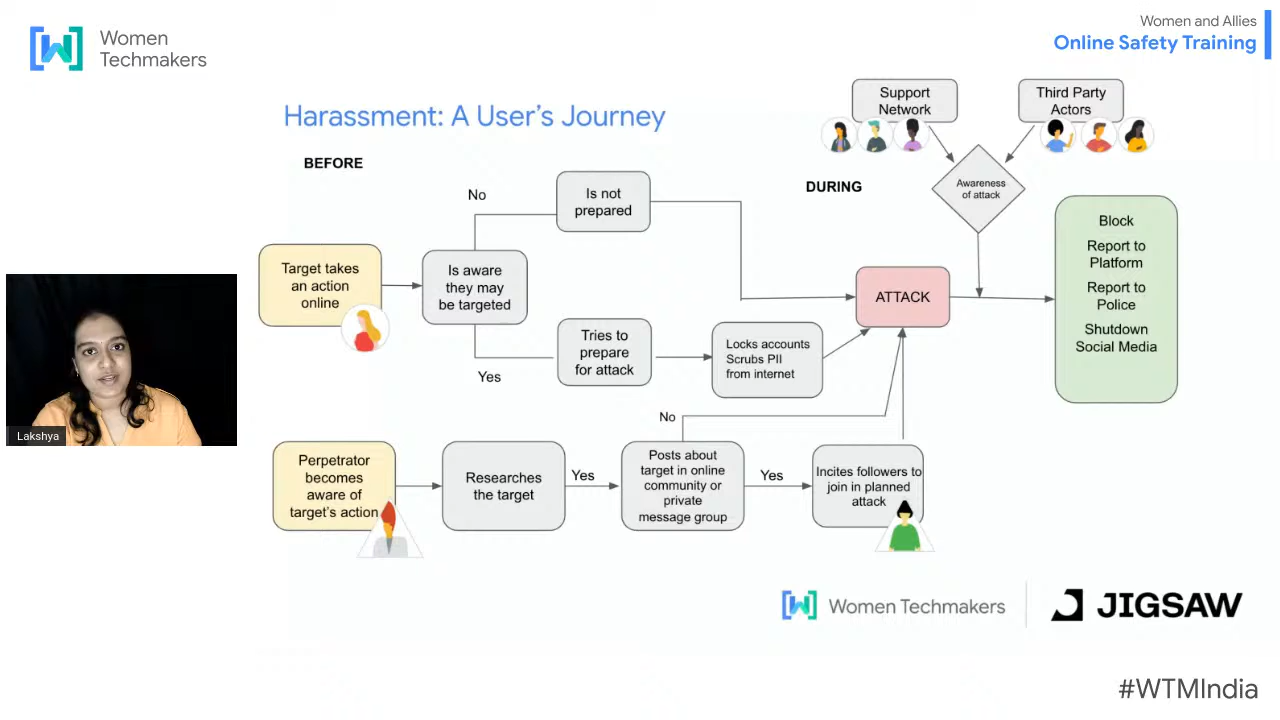 Women
Techmakers
Women and Allies
Online Safety Training
Harassment: A User's Journey
Support
Network
Third Party
Actors
BEFORE
DURING
Awareness
of attack
No
Is not
prepared
Target takes
an action
online
Is aware
they may
be targeted
Yes
Tries to
prepare
for attack
Locks accounts
Scrubs PII
from internet
ATTACK
Block
Report to
Platform
Report to
Police
Shutdown
Social Media
Lakshya
No
Perpetrator
becomes
aware of
target's action
Researches
the target
Yes
Posts about
target in online
community or
private
message group
Yes
Incites followers to
join in planned
attack
Women Techmakers
JIGSAW
#WTMIndia